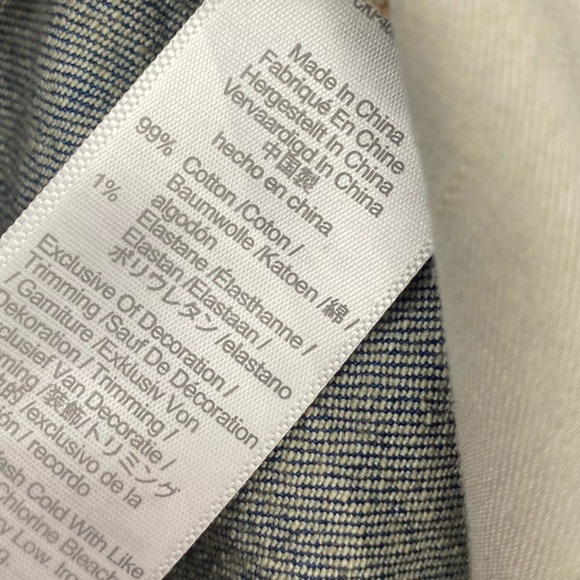 Made In China
Fabriqué En Chine
Hergestellt In China
Vervaardigd In China
中国製
hecho en china
99% Cotton /Coton /
Baumwolle /Katoen /綿 /
algodón
1% Elastane /Élasthanne /
Elastan /Elastaan /
ポリウレタン /elastano
Exclusive Of Decoration /
Trimming /Sauf De Décoration
/ Garniture /Exklusiv Von
Dekoration /Trimming /
Exclusief Van Decoratie /
/装飾/トリミング
/exclusivo de la
/ recordo
Wash Cold With Like
Chlorine Bleach
Low. Iron